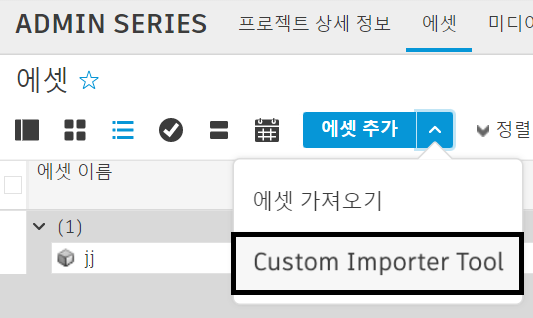 ADMIN SERIES 프로젝트 상세 정보 에셋 미디어
에셋
에셋 추가 정렬
에셋 이름
에셋 가져오기
(1)
jj
Custom Importer Tool